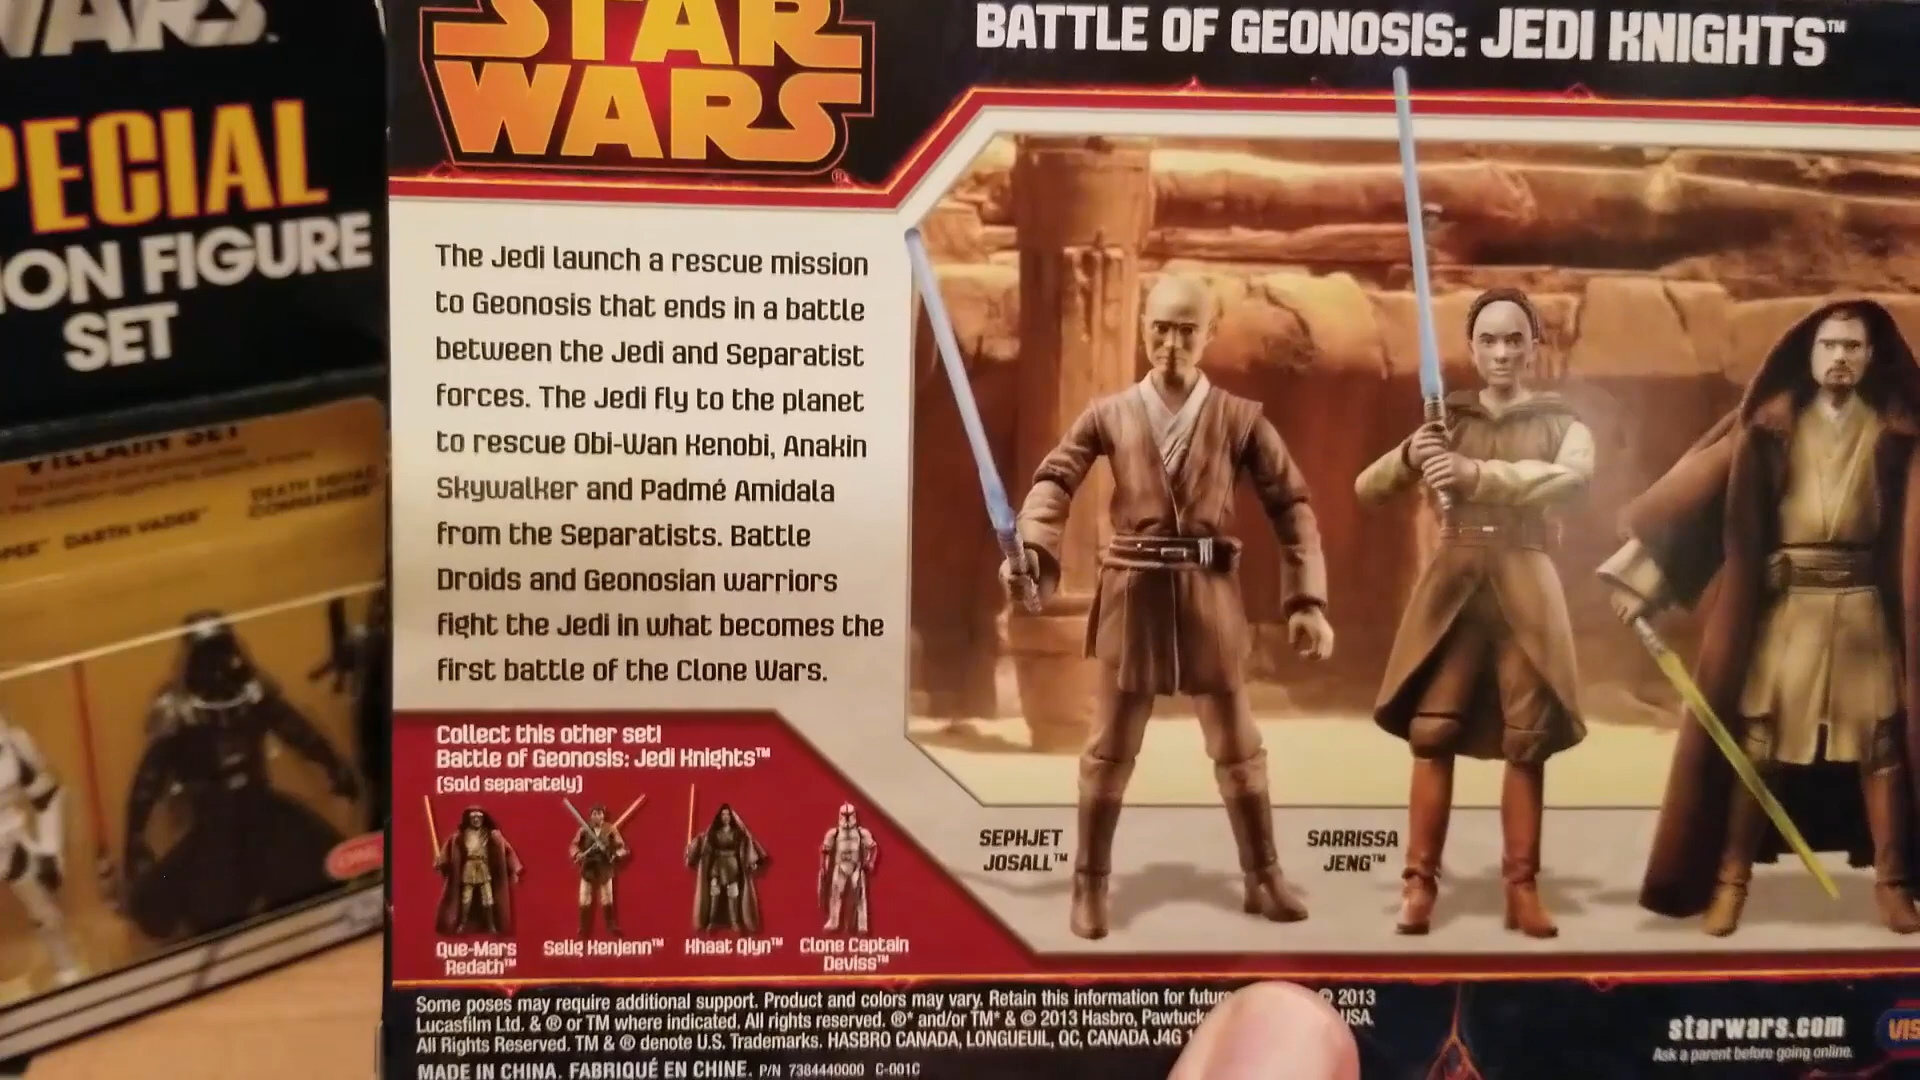 WARS
PECIAL
ION FIGURE
SET
VILLAIN SET
DARTH VADER™
DEATH SQUAD
COMMANDER™
STAR
WARS®
BATTLE OF GEONOSIS: JEDI KNIGHTS™
The Jedi launch a rescue mission
to Geonosis that ends in a battle
between the Jedi and Separatist
forces. The Jedi fly to the planet
to rescue Obi-Wan Kenobi, Anakin
Skywalker and Padmé Amidala
from the Separatists. Battle
Droids and Geonosian warriors
fight the Jedi in what becomes the
first battle of the Clone Wars.
Collect this other set!
Battle of Geonosis: Jedi Knights™
(Sold separately)
Que-Mars
Redath™
Selig Kenjenn™
Khaat Qiyn™
Clone Captain
Deviss™
SEPHJET
JOSALL™
SARRISSA
JENG™
Some poses may require additional support. Product and colors may vary. Retain this information for futur © 2013
Lucasfilm Ltd. & ® or TM where indicated. All rights reserved. ®* and/or TM* & © 2013 Hasbro, Pawtuck USA.
All Rights Reserved. TM & ® denote U.S. Trademarks. HASBRO CANADA, LONGUEUIL, QC, CANADA J4G 1
MADE IN CHINA. FABRIQUÉ EN CHINE. P/N 7384440000 C-001C
starwars.com
Ask a parent before going online.
VIS